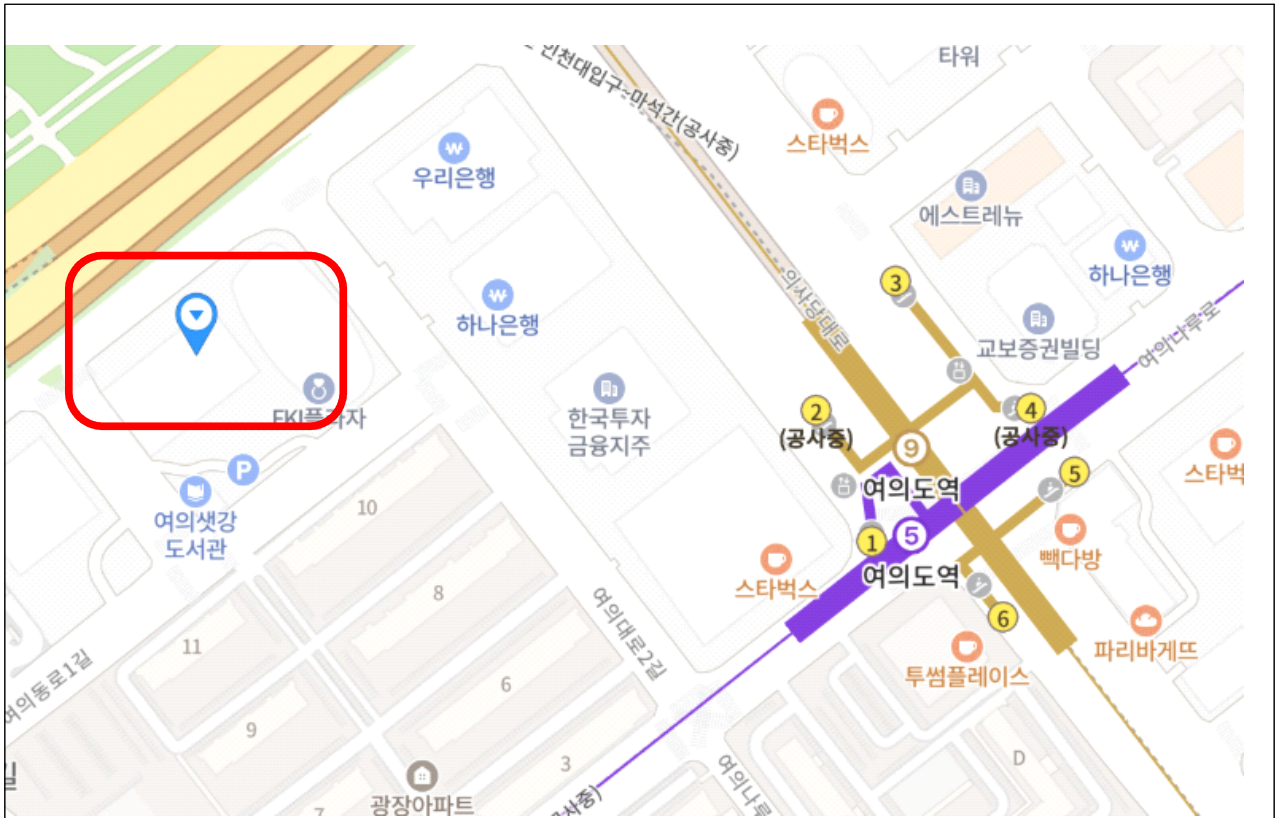 타워
인천대입구~마석간(공사중)
스타벅스
우리은행
에스트레뉴
하나은행
의사당대로
3
하나은행
교보증권빌딩
여의나루로
FKI플라자
한국투자
금융지주
2
(공사중)
4
(공사중)
9
여의도역
5
스타벅
P
여의샛강
도서관
10
1
5
여의도역
빽다방
스타벅스
8
여의대로2길
6
파리바게뜨
투썸플레이스
11
여의동로1길
6
9
3
D
길
광장아파트
7
공사중)
여의나루